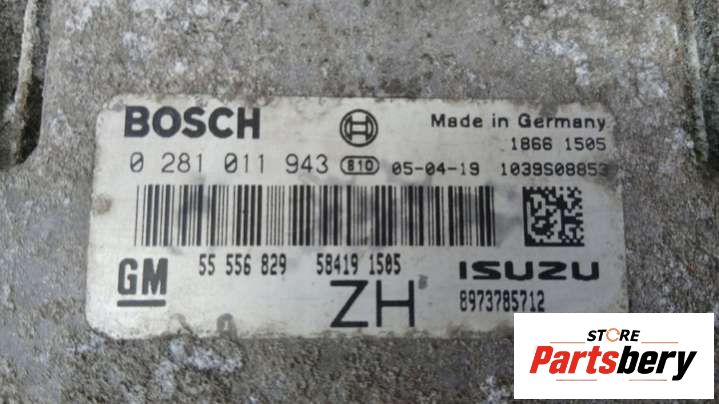 BOSCH
Made in Germany
1866 1505
0 281 011 943 810 05-04-19 1039S08853
GM 55 556 829 58419 1505 ISUZU
ZH 8973785712
STORE
Partsbery